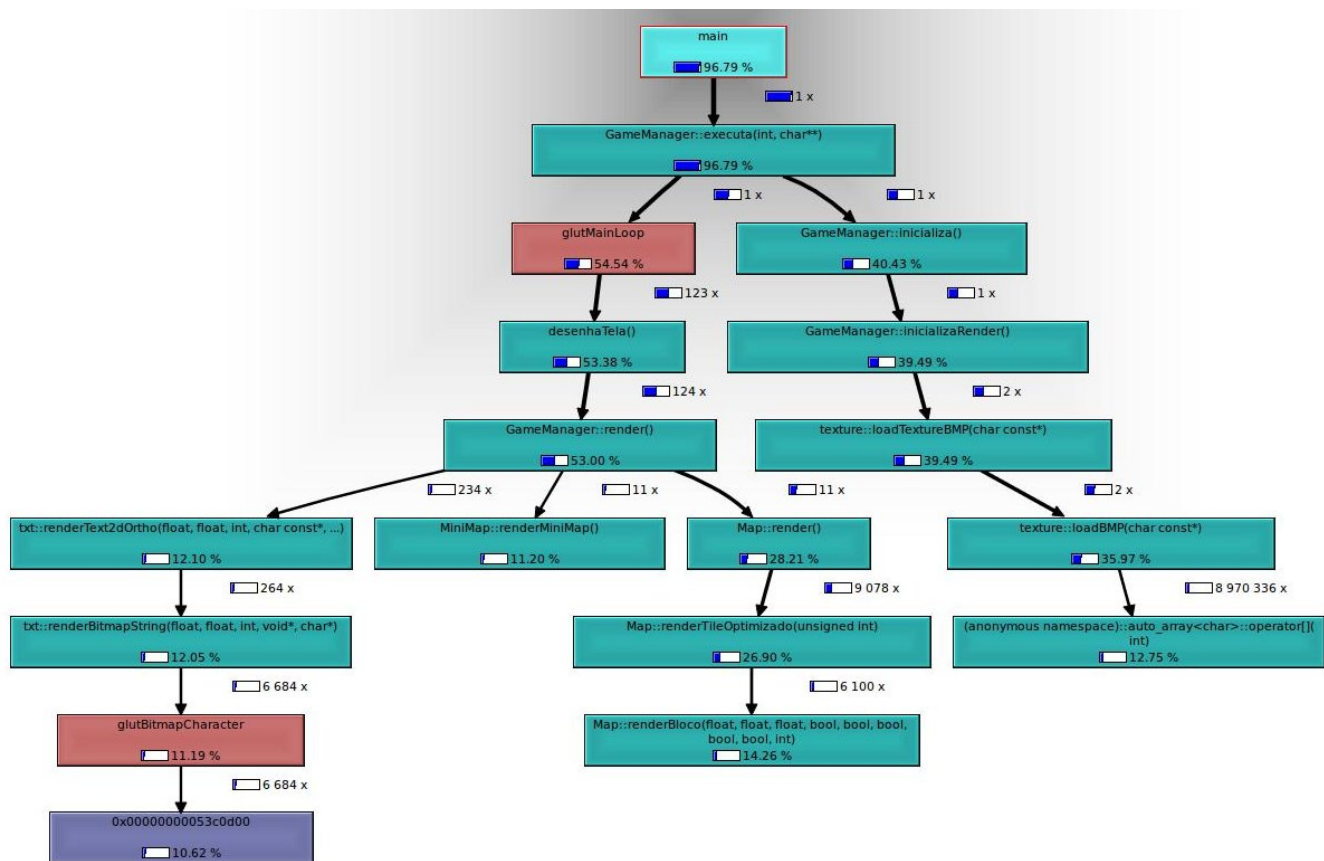 main
96.79 %
1 x
GameManager::executa(int, char**)
96.79 %
1 x
1 x
glutMainLoop
54.54 %
GameManager::inicializa()
40.43 %
123 x
1 x
desenhaTela()
53.38 %
GameManager::inicializaRender()
39.49 %
124 x
2 x
GameManager::render()
53.00 %
texture::loadTextureBMP(char const*)
39.49 %
234 x
11 x
11 x
2 x
txt::renderText2dOrtho(float, float, int, char const*, ...)
12.10 %
MiniMap::renderMiniMap()
11.20 %
Map::render()
28.21 %
texture::loadBMP(char const*)
35.97 %
264 x
9 078 x
8 970 336 x
txt::renderBitmapString(float, float, int, void*, char*)
12.05 %
Map::renderTileOptimizado(unsigned int)
26.90 %
(anonymous namespace)::auto_array<char>::operator[](
int)
12.75 %
6 684 x
6 100 x
glutBitmapCharacter
11.19 %
Map::renderBloco(float, float, float, bool, bool, bool,
bool, bool, int)
14.26 %
6 684 x
0x00000000053c0d00
10.62 %